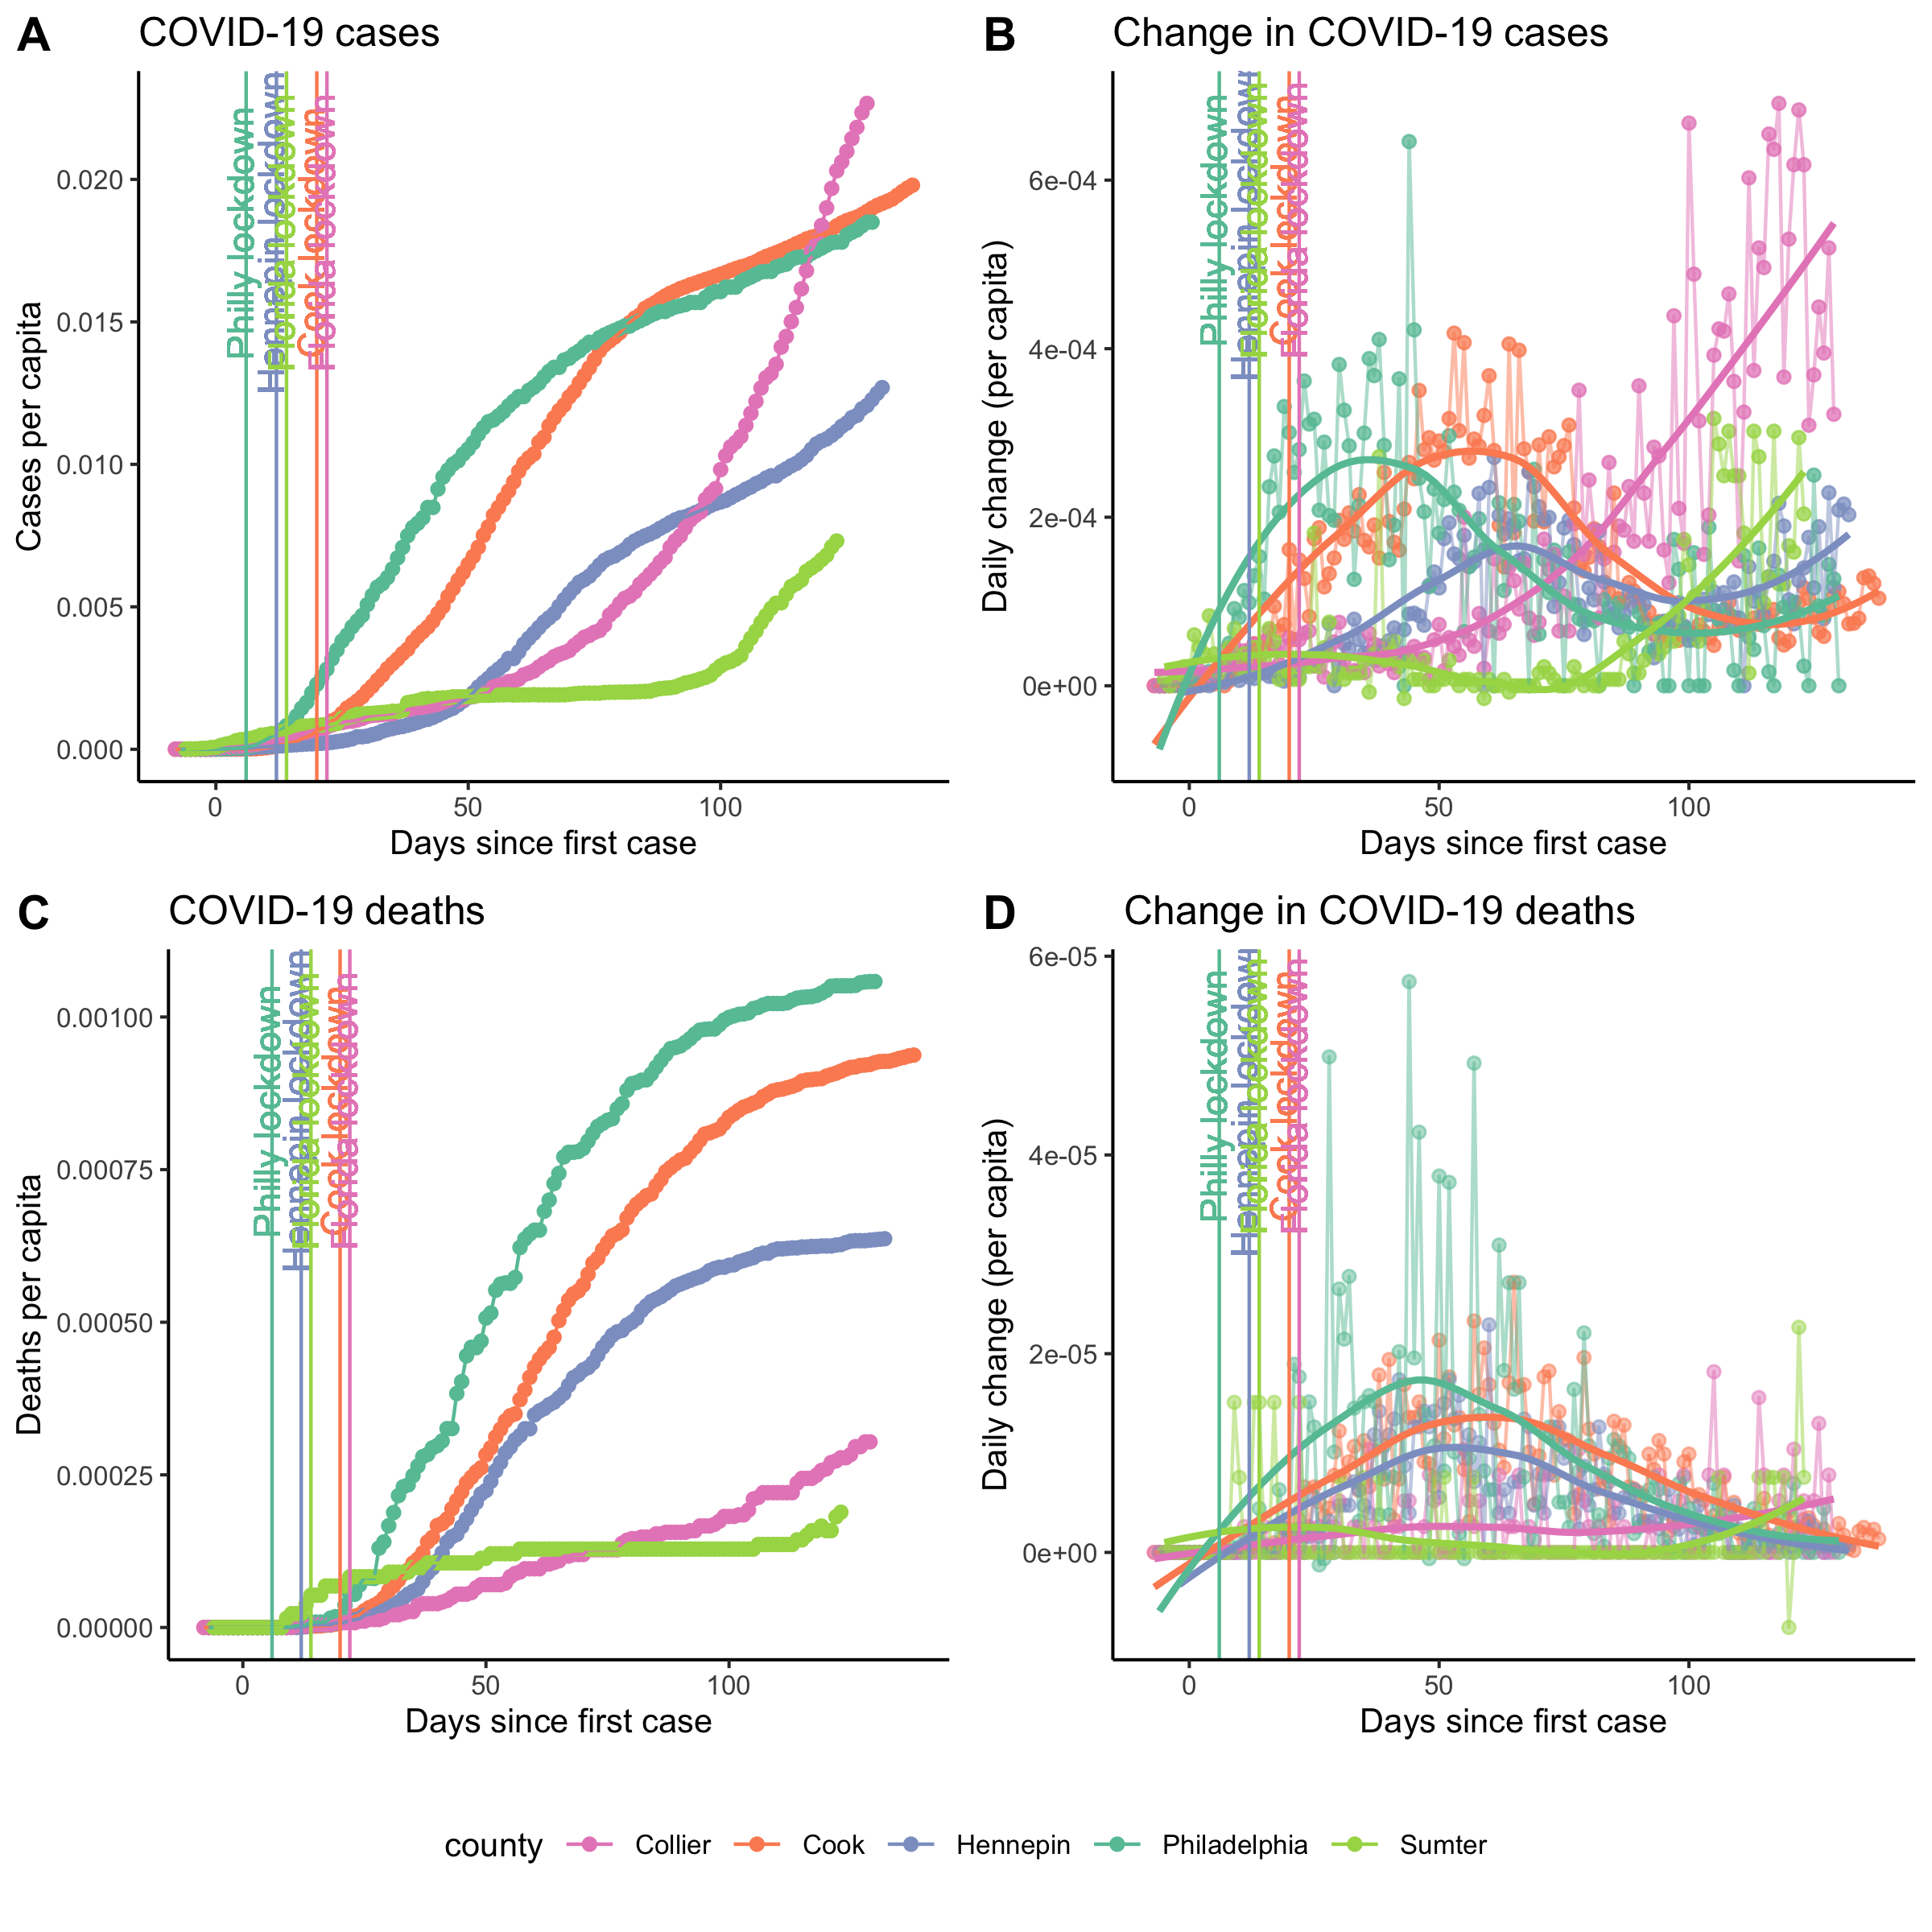 A
COVID-19 cases
Cases per capita
0.020
0.015
0.010
0.005
0.000
Philly lockdown
Hennepin lockdown
Florida lockdown
Cook lockdown
Florida lockdown
0
50
100
Days since first case
B
Change in COVID-19 cases
Daily change (per capita)
6e-04
4e-04
2e-04
0e+00
Philly lockdown
Hennepin lockdown
Florida lockdown
Cook lockdown
Florida lockdown
0
50
100
Days since first case
C
COVID-19 deaths
Deaths per capita
0.00100
0.00075
0.00050
0.00025
0.00000
Philly lockdown
Hennepin lockdown
Florida lockdown
Cook lockdown
Florida lockdown
0
50
100
Days since first case
D
Change in COVID-19 deaths
Daily change (per capita)
6e-05
4e-05
2e-05
0e+00
Philly lockdown
Hennepin lockdown
Florida lockdown
Cook lockdown
Florida lockdown
0
50
100
Days since first case
county
Collier
Cook
Hennepin
Philadelphia
Sumter